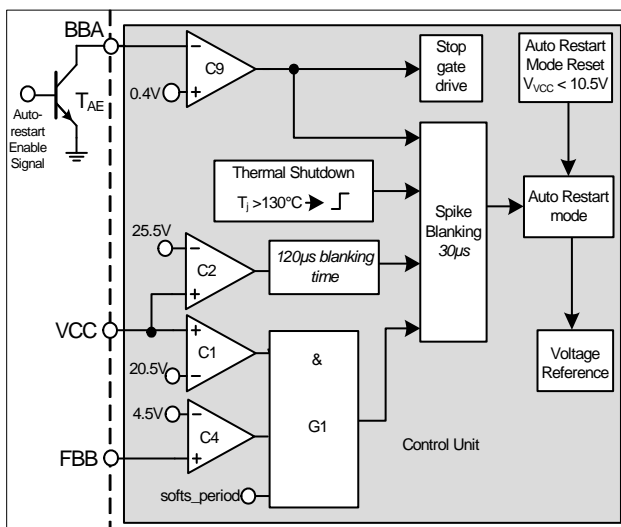 BBA
C9
0.4V
T_AE
Auto-
restart
Enable
Signal
Stop
gate
drive
Auto Restart
Mode Reset
V_VCC < 10.5V
Thermal Shutdown
T_j >130°C
Spike
Blanking
30µs
Auto Restart
mode
25.5V
C2
120µs blanking
time
VCC
C1
20.5V
&
G1
Voltage
Reference
4.5V
C4
FBB
softs_period
Control Unit